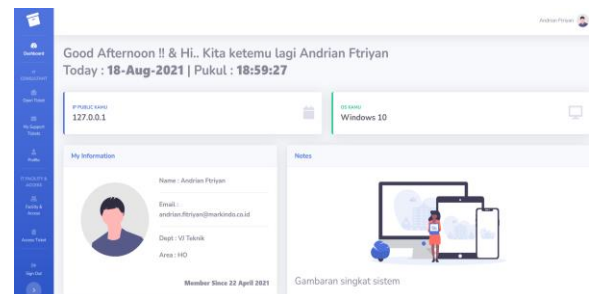 Andrian Ftriyan
Good Afternoon !! & Hi.. Kita ketemu lagi Andrian Ftriyan
Today : 18-Aug-2021 | Pukul : 18:59:27
Dashboard
IP PUBLIC KAMU
127.0.0.1
OS KAMU
Windows 10
Open Ticket
My Support
Tickets
Profile
My Information
Notes
Name : Andrian Ftriyan
Email :
andrian.fitriyan@markindo.co.id
Dept : VJ Teknik
Area : HO
Member Since 22 April 2021
Access Ticket
Sign Out
Gambaran singkat sistem